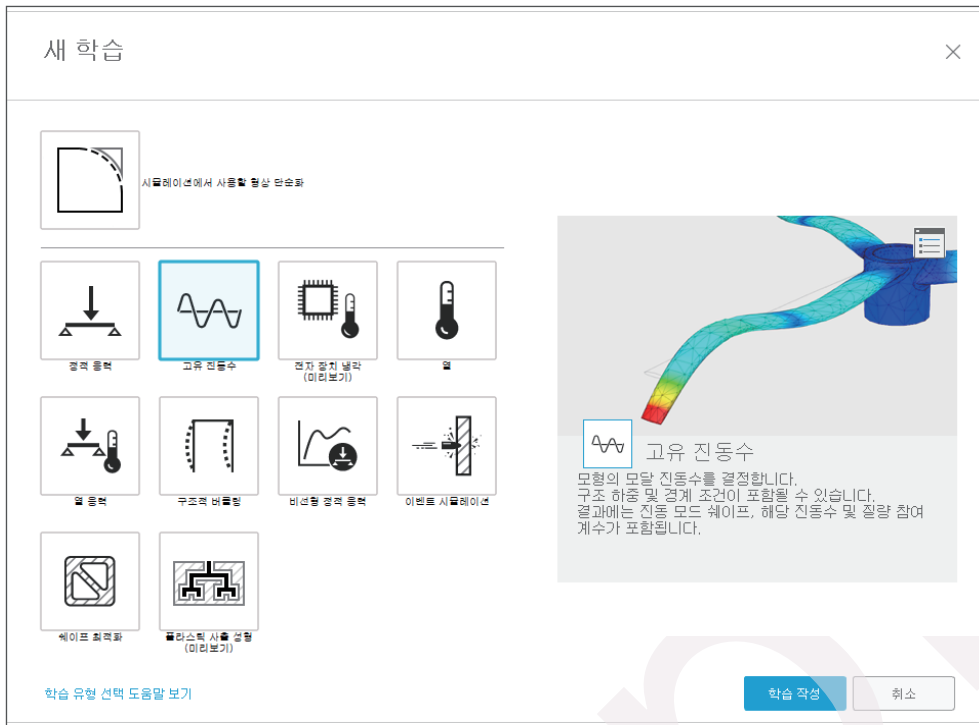 새 학습
시뮬레이션에서 사용할 형상 단순화
정적 응력
고유 진동수
전자 장치 냉각
(미리보기)
열
열 응력
구조적 버클링
비선형 정적 응력
이벤트 시뮬레이션
쉐이프 최적화
플라스틱 사출 성형
(미리보기)
고유 진동수
모형의 모달 진동수를 결정합니다.
구조 하중 및 경계 조건이 포함될 수 있습니다.
결과에는 진동 모드 쉐이프, 해당 진동수 및 질량 참여
계수가 포함됩니다.
학습 유형 선택 도움말 보기
학습 작성
취소